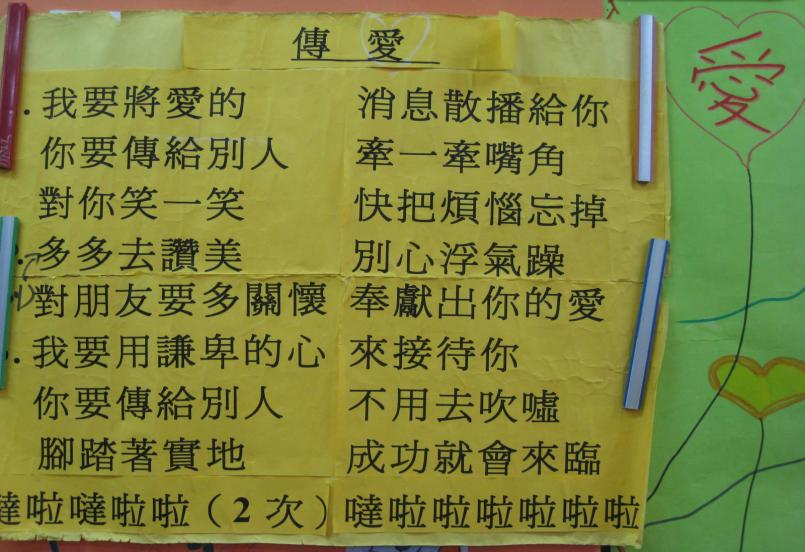 傳 愛
.我要將愛的 消息散播給你
你要傳給別人 牽一牽嘴角
對你笑一笑 快把煩惱忘掉
多多去讚美 別心浮氣躁
對朋友要多關懷 奉獻出你的愛
.我要用謙卑的心 來接待你
你要傳給別人 不用去吹噓
腳踏著實地 成功就會來臨
噠啦噠啦啦（2 次） 噠啦啦啦啦啦啦
愛